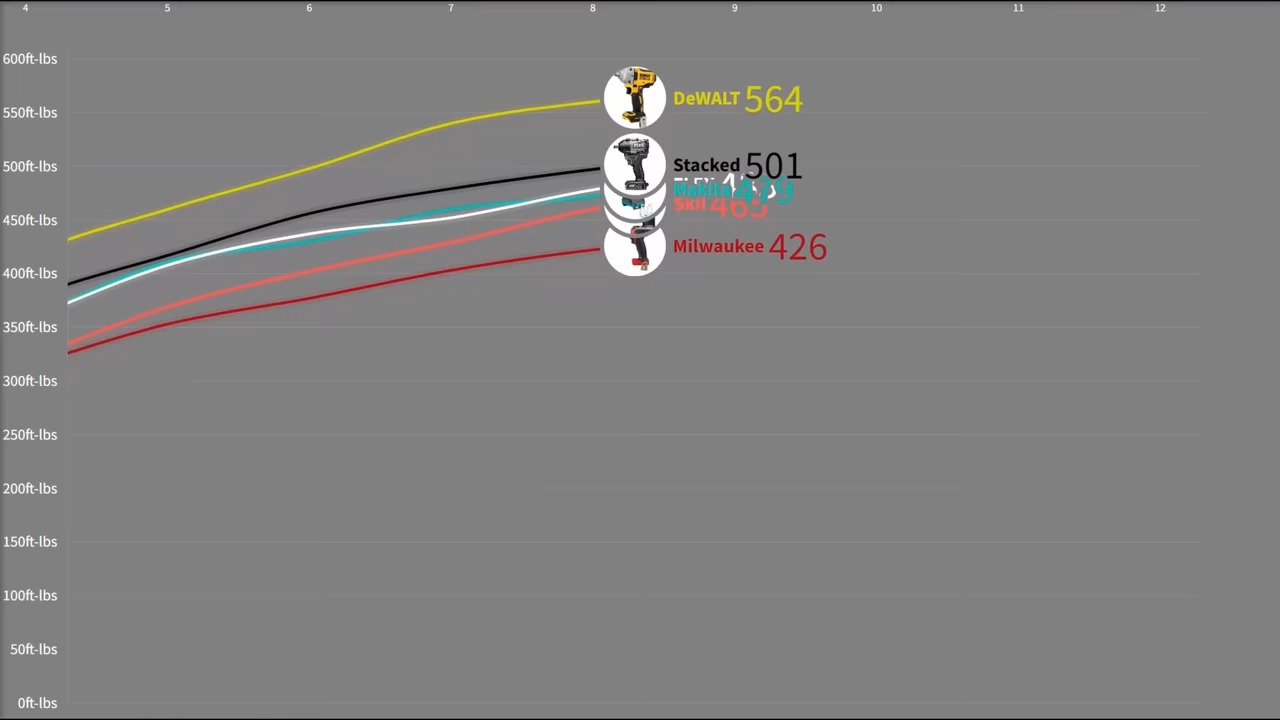 4 5 6 7 8 9 10 11 12
600ft-lbs
550ft-lbs
DeWALT 564
500ft-lbs
Stacked 501
Makita 479
Skil 465
450ft-lbs
Milwaukee 426
400ft-lbs
350ft-lbs
300ft-lbs
250ft-lbs
200ft-lbs
150ft-lbs
100ft-lbs
50ft-lbs
0ft-lbs